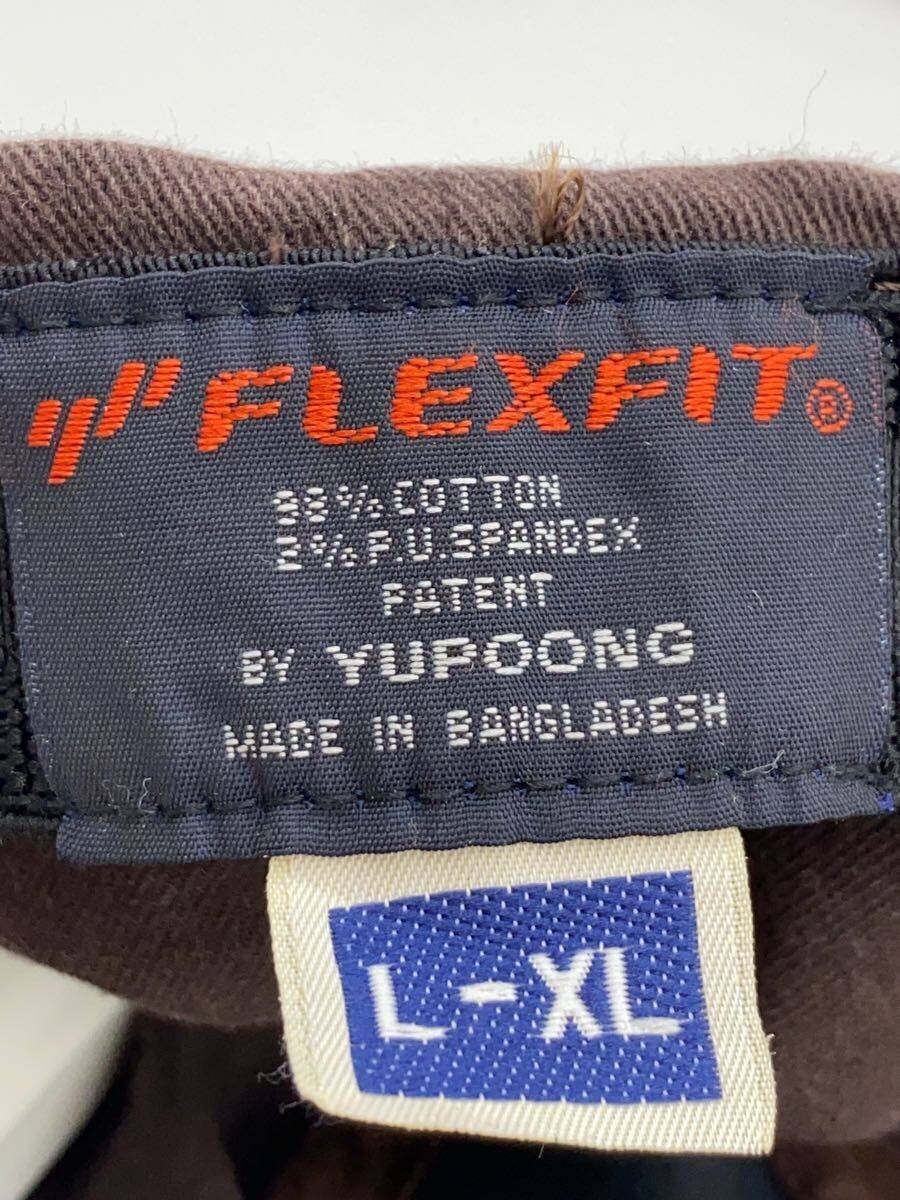 FLEXFIT®
98% COTTON
2% P.U.SPANDEX
PATENT
BY YUPOONG
MADE IN BANGLADESH
L-XL